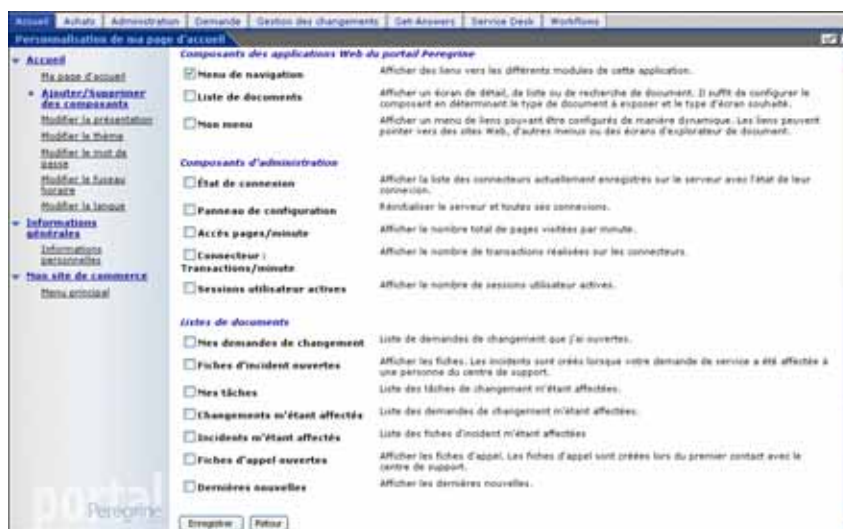 Accueil Achats Administration Demande Gestion des changements Get-Answers Service Desk Workflows
Personnalisation de ma page d'accueil
Accueil
Ma page d'accueil
Ajouter/Supprimer
des composants
Modifier la présentation
Modifier le thème
Modifier le mot de
passe
Modifier le fuseau
horaire
Modifier la langue
Informations
générales
Informations
personnelles
Mon site de commerce
Menu principal
Composants des applications Web du portail Peregrine
Menu de navigation
Afficher des liens vers les différents modules de cette application.
Liste de documents
Afficher un écran de détail, de liste ou de recherche de document. Il suffit de configurer le
composant en déterminant le type de document à exposer et le type d'écran souhaité.
Mon menu
Afficher un menu de liens pouvant être configurés de manière dynamique. Les liens peuvent
pointer vers des sites Web, d'autres menus ou des écrans d'explorateur de document.
Composants d'administration
État de connexion
Afficher la liste des connecteurs actuellement enregistrés sur le serveur avec l'état de leur
connexion.
Panneau de configuration
Réinitialiser le serveur et toutes ses connexions.
Accès pages/minute
Afficher le nombre total de pages visitées par minute.
Connecteur :
Transactions/minute
Afficher le nombre de transactions réalisées sur les connecteurs.
Sessions utilisateur actives
Afficher le nombre de sessions utilisateur actives.
Listes de documents
Mes demandes de changement
Liste de demandes de changement que j'ai ouvertes.
Fiches d'incident ouvertes
Afficher les fiches. Les incidents sont créés lorsque votre demande de service a été affectée à
une personne du centre de support.
Mes tâches
Liste des tâches de changement m'étant affectées.
Changements m'étant affectés
Liste des demandes de changement m'étant affectées.
Incidents m'étant affectés
Liste des fiches d'incident m'étant affectées
Fiches d'appel ouvertes
Afficher les fiches d'appel. Les fiches d'appel sont créées lors du premier contact avec le
centre de support.
Dernières nouvelles
Afficher les dernières nouvelles.
portal
Peregrine
Enregistrer Retour